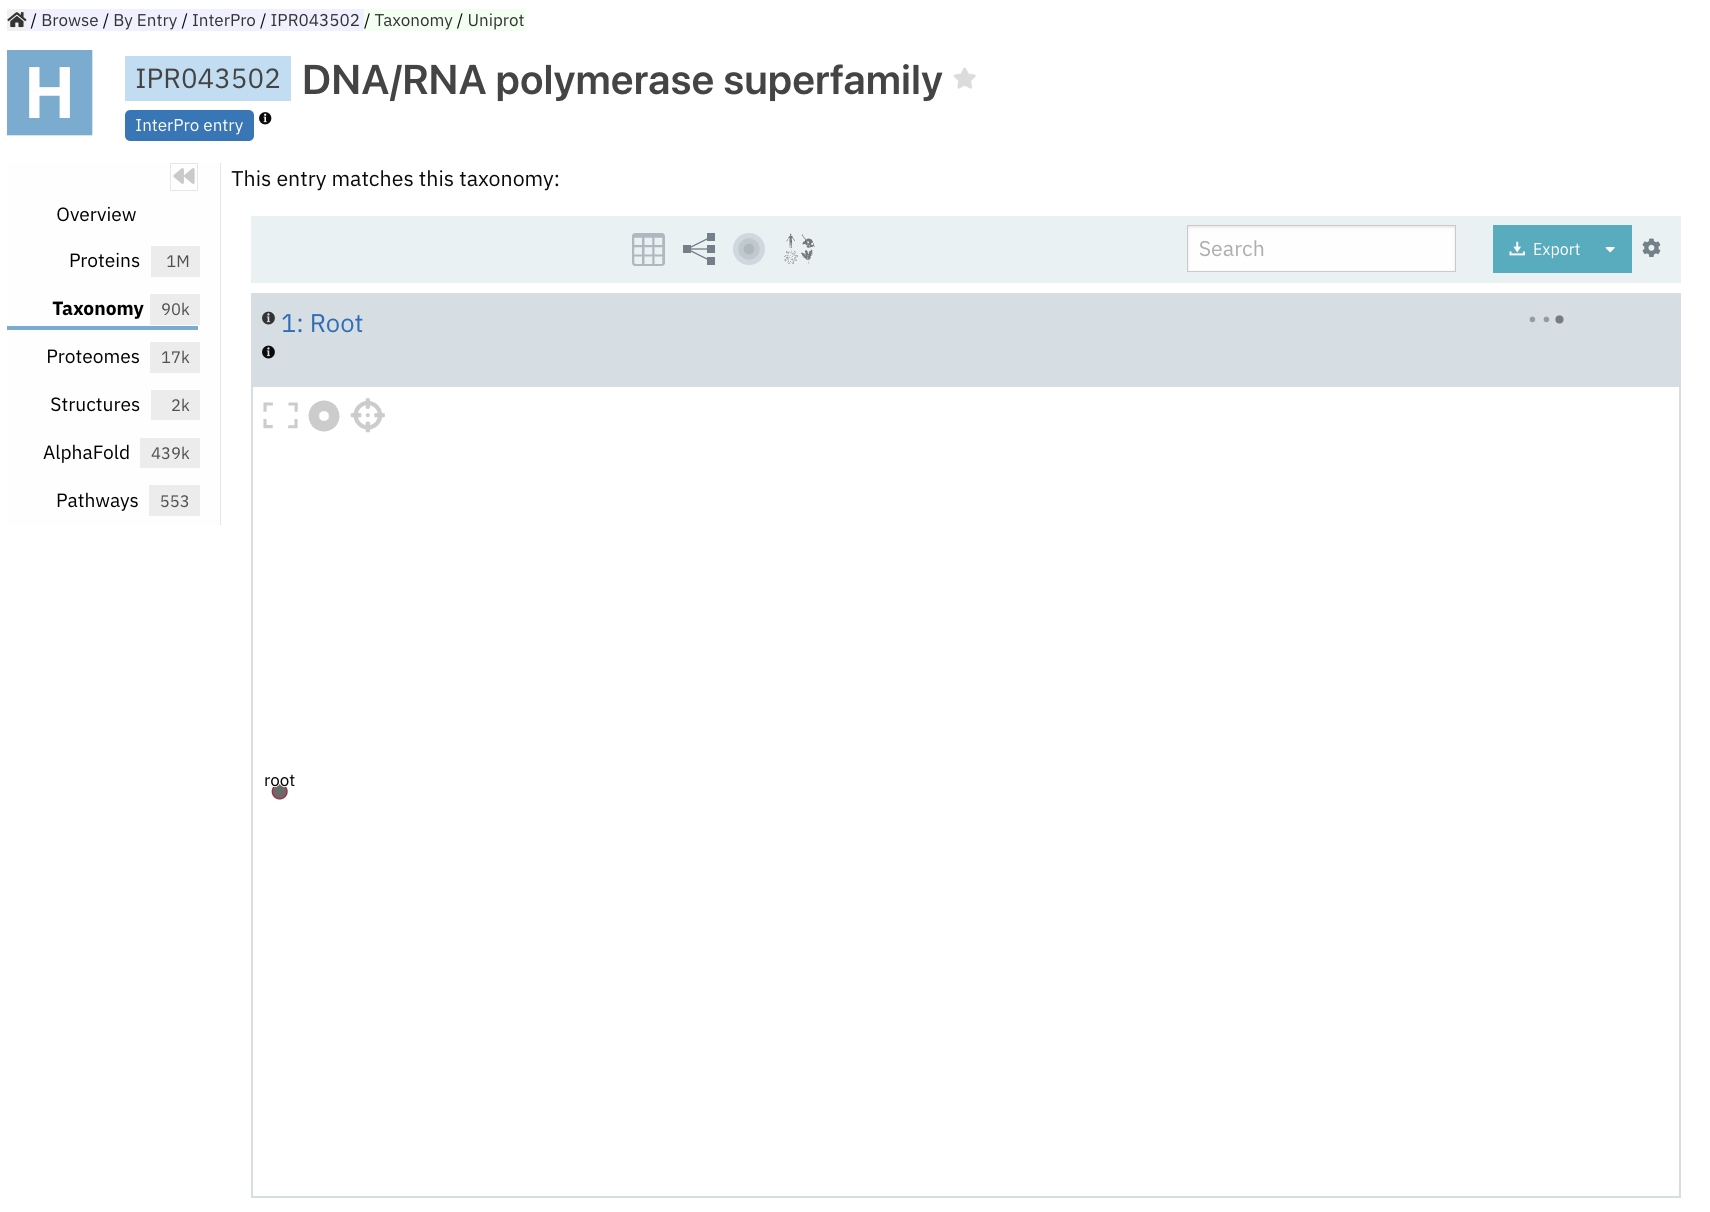 / Browse / By Entry / InterPro / IPR043502 / Taxonomy / Uniprot
H
IPR043502 DNA/RNA polymerase superfamily
InterPro entry
This entry matches this taxonomy:
Overview
Proteins 1M
Taxonomy 90k
Proteomes 17k
Structures 2k
AlphaFold 439k
Pathways 553
Search
Export
1: Root
root